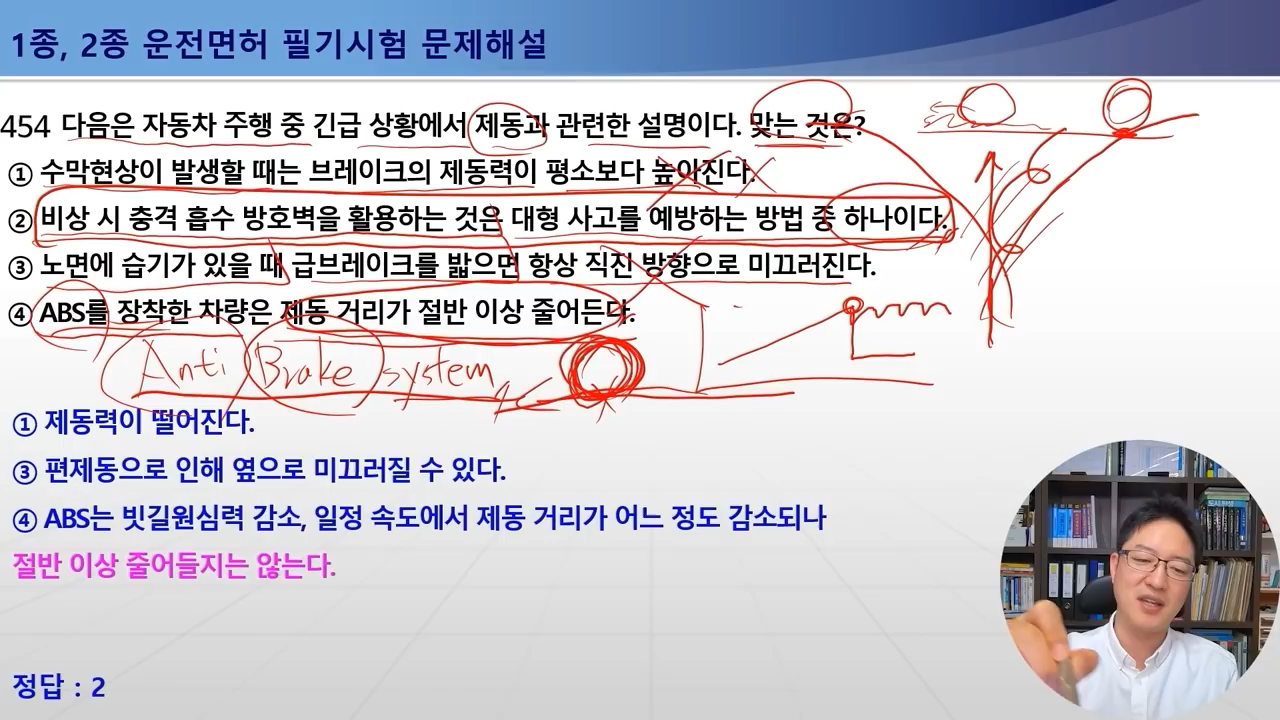 1종, 2종 운전면허 필기시험 문제해설
454 다음은 자동차 주행 중 긴급 상황에서 제동과 관련한 설명이다. 맞는 것은?
① 수막현상이 발생할 때는 브레이크의 제동력이 평소보다 높아진다.
② 비상 시 충격 흡수 방호벽을 활용하는 것은 대형 사고를 예방하는 방법 중 하나이다.
③ 노면에 습기가 있을 때 급브레이크를 밟으면 항상 직진 방향으로 미끄러진다.
④ ABS를 장착한 차량은 제동 거리가 절반 이상 줄어든다.
Anti Brake system
① 제동력이 떨어진다.
③ 편제동으로 인해 옆으로 미끄러질 수 있다.
④ ABS는 빗길원심력 감소, 일정 속도에서 제동 거리가 어느 정도 감소되나
절반 이상 줄어들지는 않는다.
정답 : 2